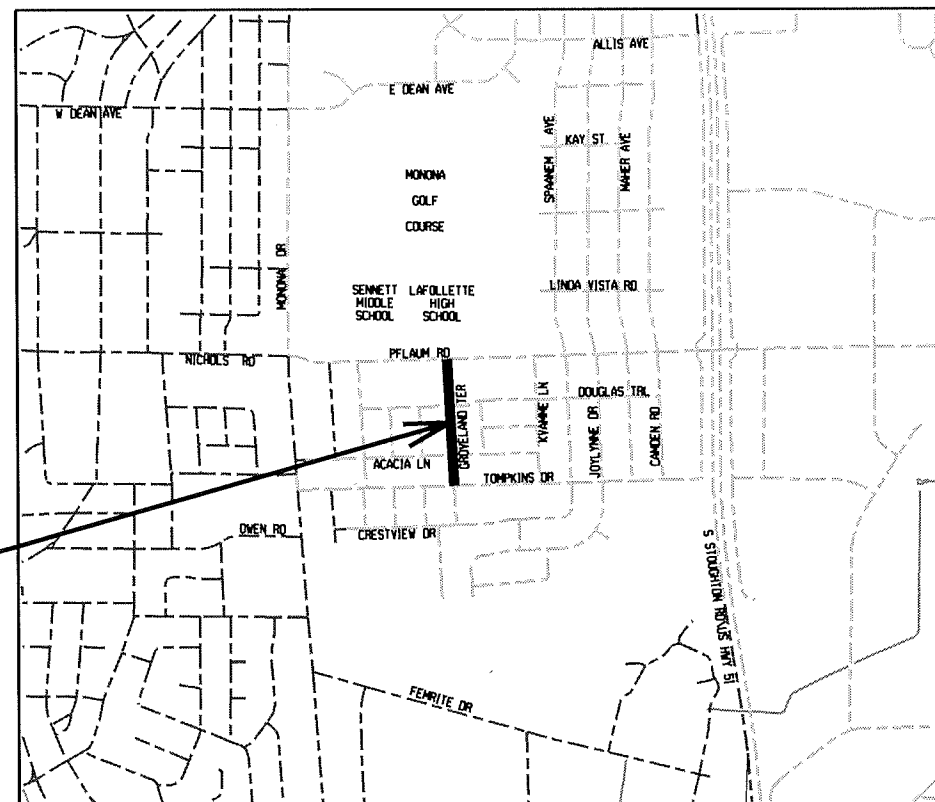 ALLIS AVE
E DEAN AVE
W DEAN AVE
SPAANEM AVE
KAY ST
MAHER AVE
MONONA
GOLF
COURSE
MONONA DR
SENNETT
MIDDLE
SCHOOL
LAFOLLETTE
HIGH
SCHOOL
LINDA VISTA RD
PFLAUM RD
NICHOLS RD
GROVELAND TER
KVAMME LN
DOUGLAS TRL
JOYLYNNE DR
CAMDEN RD
ACACIA LN
TOMPKINS DR
OWEN RD
CRESTVIEW DR
S STOUGHTON RD/US HWY 51
FEMRITE DR